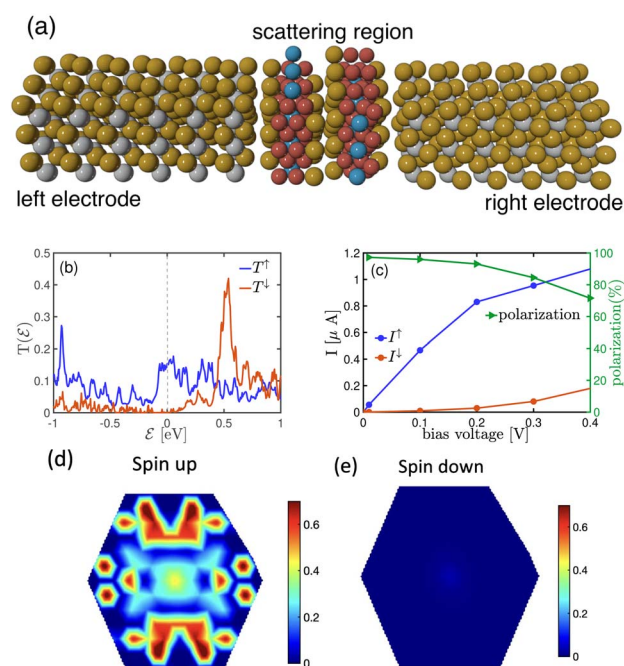 (a)
scattering region
left electrode
right electrode
(b)
T↑
T↓
0.5
0.4
0.3
0.2
0.1
0
T(ℰ)
-1
-0.5
0
0.5
1
ℰ [eV]
(c)
1.2
1
0.8
0.6
0.4
0.2
0
I [μ A]
I↑
I↓
polarization
100
80
60
40
20
0
polarization(%)
0
0.1
0.2
0.3
0.4
bias voltage [V]
(d)
Spin up
0.6
0.4
0.2
0
(e)
Spin down
0.6
0.4
0.2
0